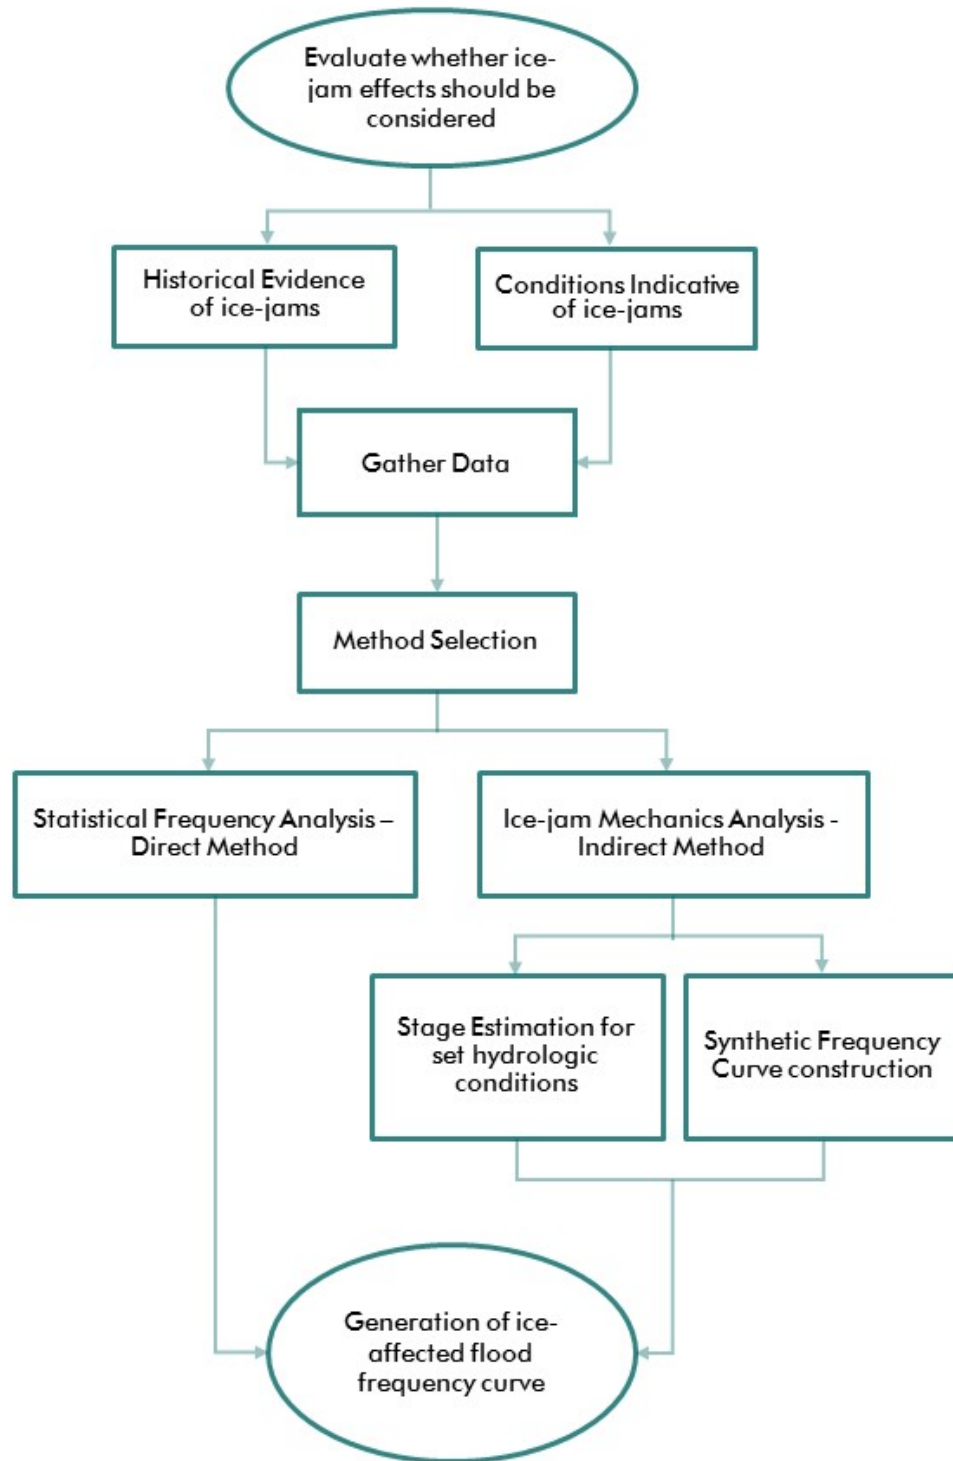 Evaluate whether ice-
jam effects should be
considered
Historical Evidence
of ice-jams
Conditions Indicative
of ice-jams
Gather Data
Method Selection
Statistical Frequency Analysis –
Direct Method
Ice-jam Mechanics Analysis -
Indirect Method
Stage Estimation for
set hydrologic
conditions
Synthetic Frequency
Curve construction
Generation of ice-
affected flood
frequency curve